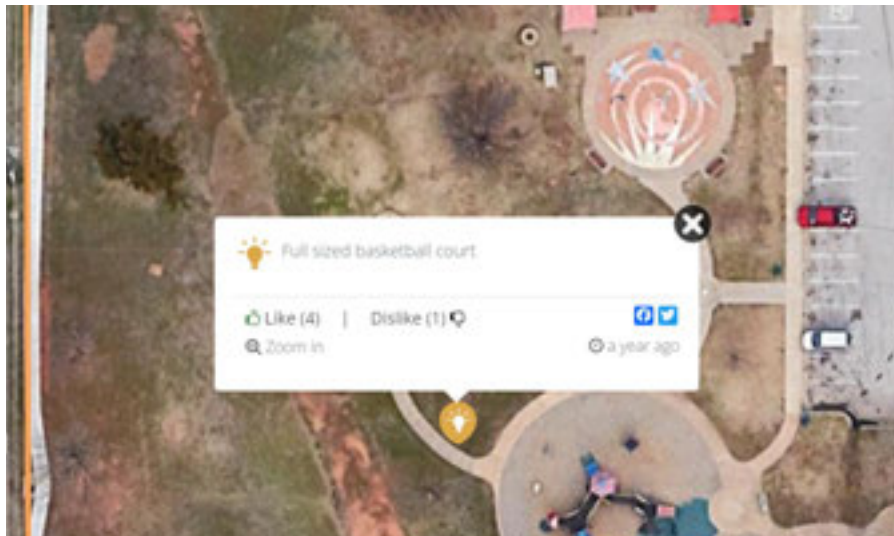 Full sized basketball court
Like (4) | Dislike (1)
Zoom in
a year ago